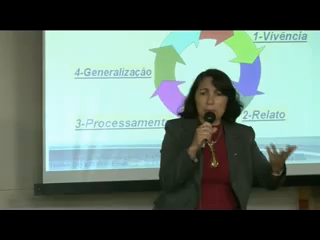 1-Vivência
4-Generalização
3-Processament
2-Relato